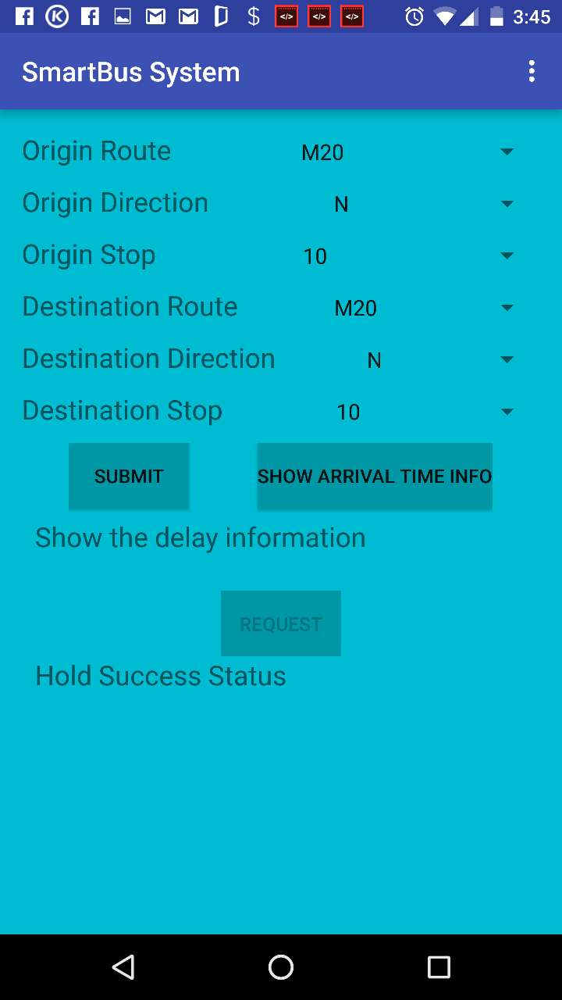 3:45
SmartBus System
Origin Route M20
Origin Direction N
Origin Stop 10
Destination Route M20
Destination Direction N
Destination Stop 10
SUBMIT SHOW ARRIVAL TIME INFO
Show the delay information
REQUEST
Hold Success Status